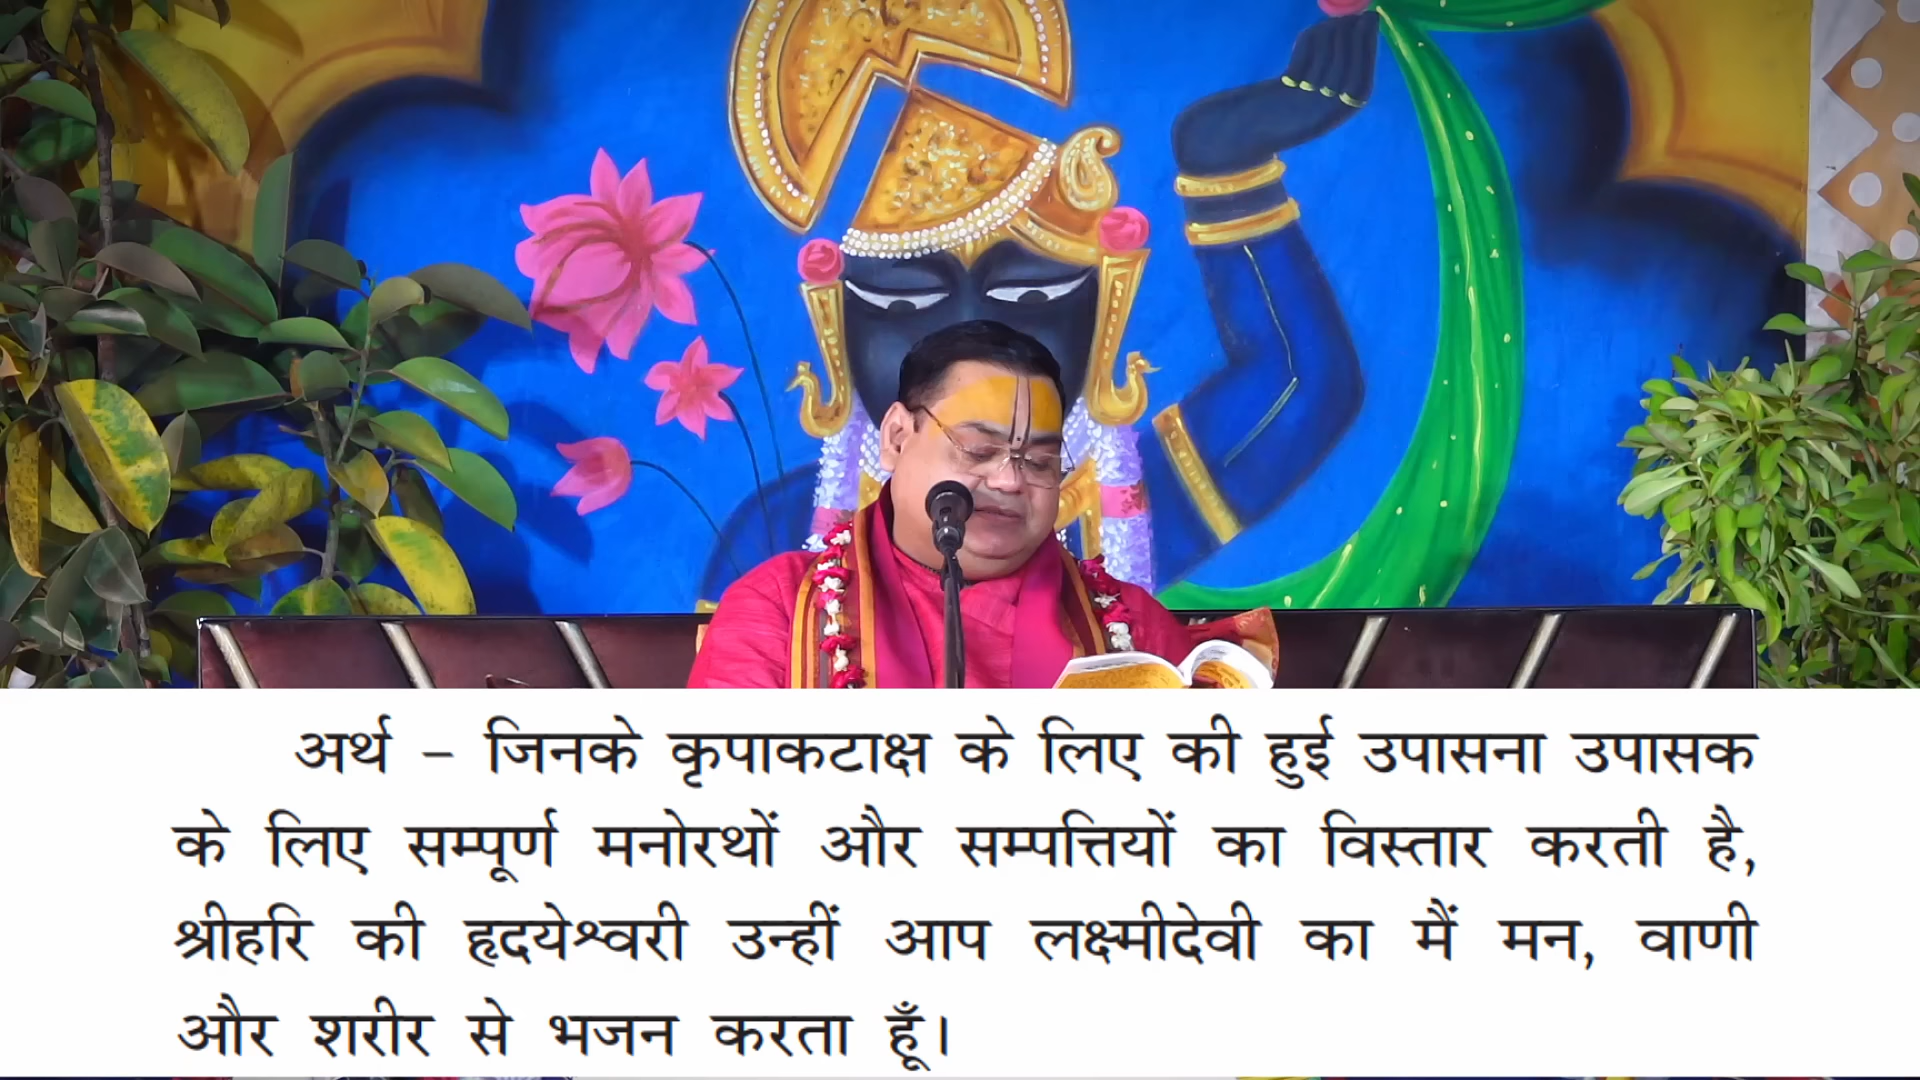 अर्थ – जिनके कृपाकटाक्ष के लिए की हुई उपासना उपासक
के लिए सम्पूर्ण मनोरथों और सम्पत्तियों का विस्तार करती है,
श्रीहरि की हृदयेश्वरी उन्हीं आप लक्ष्मीदेवी का मैं मन, वाणी
और शरीर से भजन करता हूँ।